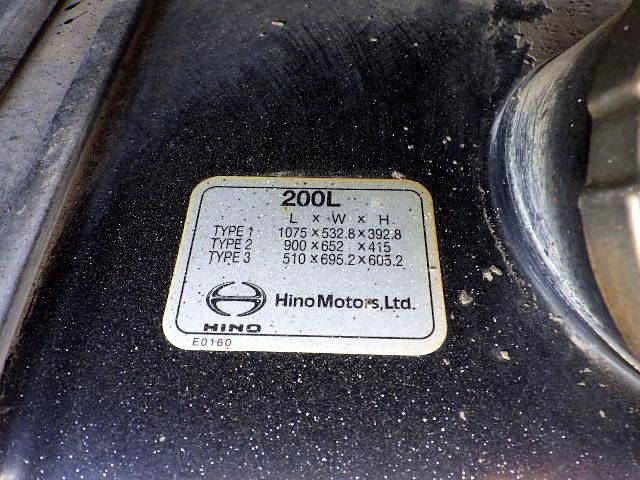 200L
L × W × H
TYPE 1 1075×532.8×392.8
TYPE 2 900×652 ×415
TYPE 3 510×695.2×603.2
HINO
Hino Motors, Ltd.
E0160